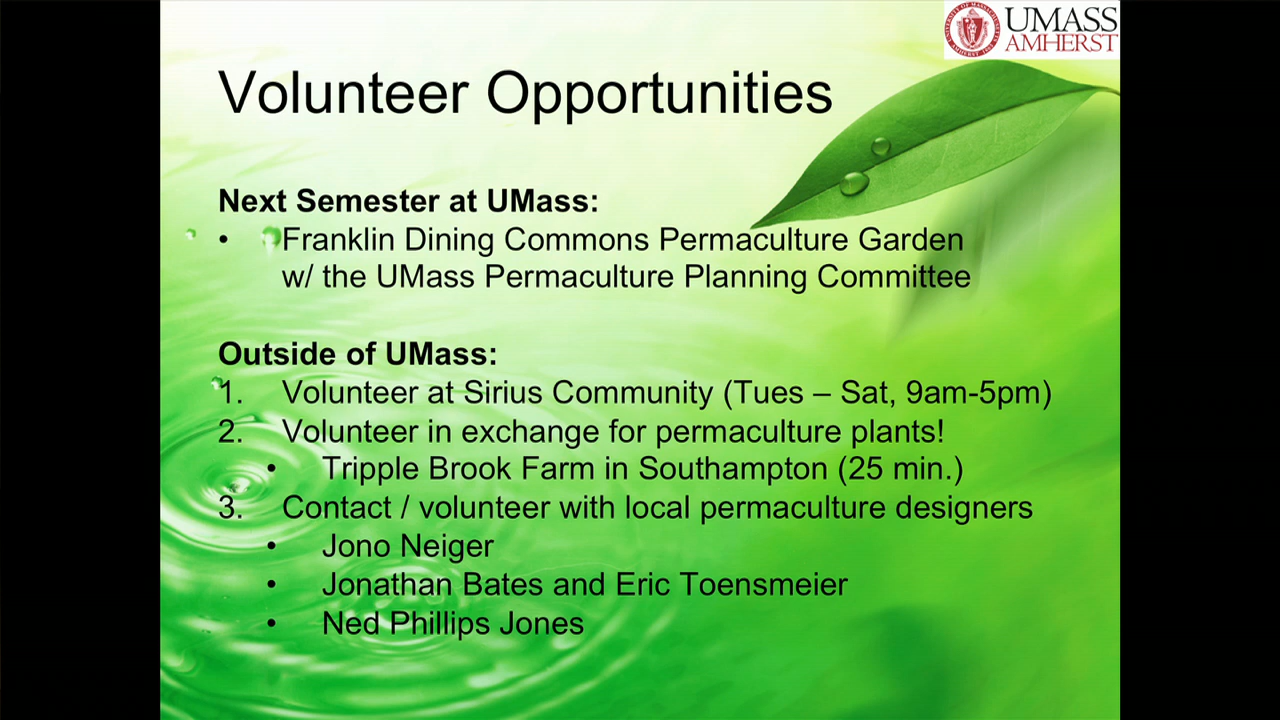 UMASS
AMHERST
Volunteer Opportunities
Next Semester at UMass:
• Franklin Dining Commons Permaculture Garden
w/ the UMass Permaculture Planning Committee
Outside of UMass:
1. Volunteer at Sirius Community (Tues – Sat, 9am-5pm)
2. Volunteer in exchange for permaculture plants!
• Tripple Brook Farm in Southampton (25 min.)
3. Contact / volunteer with local permaculture designers
• Jono Neiger
• Jonathan Bates and Eric Toensmeier
• Ned Phillips Jones